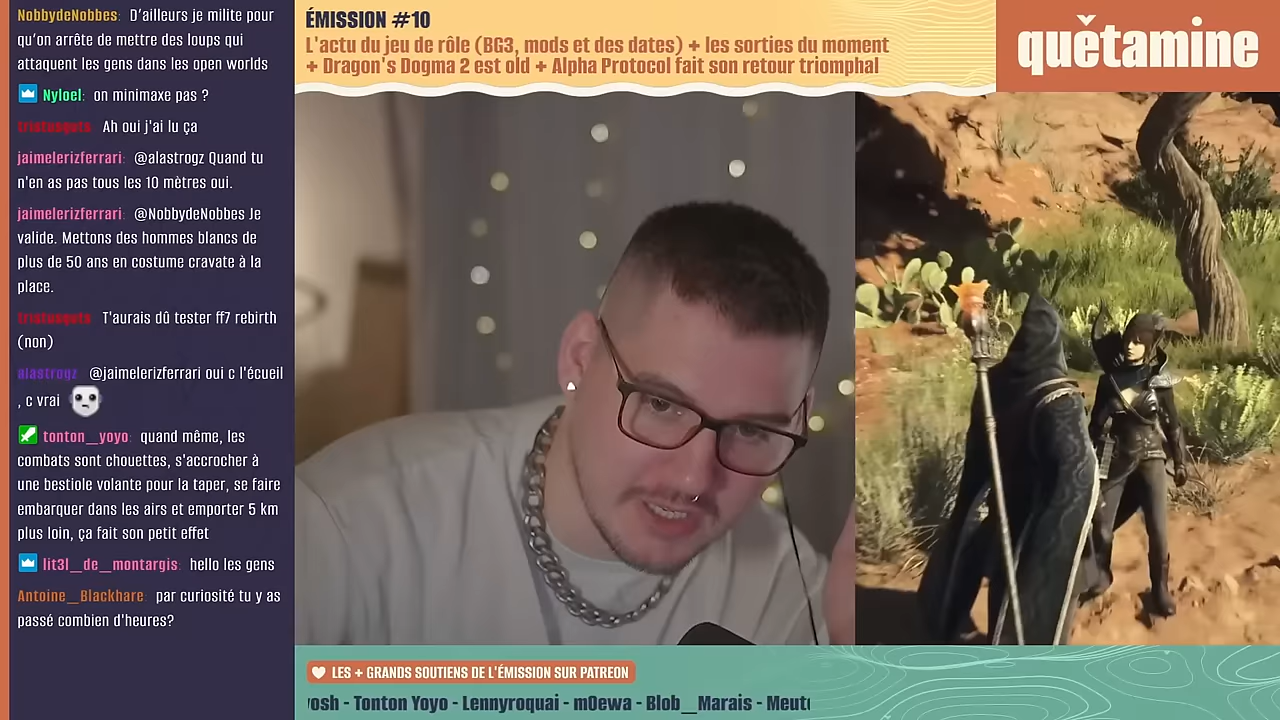 NobbydeNobbes: D'ailleurs je milite pour
qu'on arrête de mettre des loups qui
attaquent les gens dans les open worlds
Nyloel: on minimaxe pas ?
Ah oui j'ai lu ça
jaimelerizferrari: @alastrogz Quand tu
n'en as pas tous les 10 mètres oui.
jaimelerizferrari: @NobbydeNobbes Je
valide. Mettons des hommes blancs de
plus de 50 ans en costume cravate à la
place.
T'aurais dû tester ff7 rebirth
(non)
alastrogz: @jaimelerizferrari oui c l'écueil
, c vrai
tonton_yoyo: quand même, les
combats sont chouettes, s'accrocher à
une bestiole volante pour la taper, se faire
embarquer dans les airs et emporter 5 km
plus loin, ça fait son petit effet
lit3l_de_montargis: hello les gens
Antoine_Blackhare: par curiosité tu y as
passé combien d'heures?
ÉMISSION #10
L'actu du jeu de rôle (BG3, mods et des dates) + les sorties du moment
+ Dragon's Dogma 2 est old + Alpha Protocol fait son retour triomphal
quětamine
LES + GRANDS SOUTIENS DE L'ÉMISSION SUR PATREON
osh - Tonton Yoyo - Lennyroquai - m0ewa - Blob_Marais - Meut